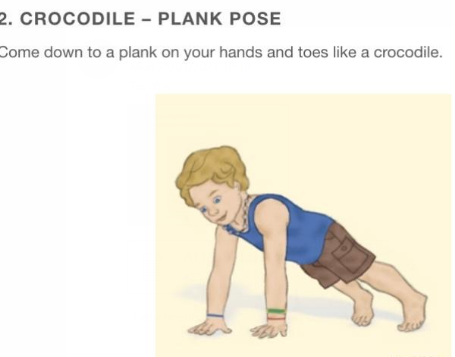 2. CROCODILE – PLANK POSE
Come down to a plank on your hands and toes like a crocodile.